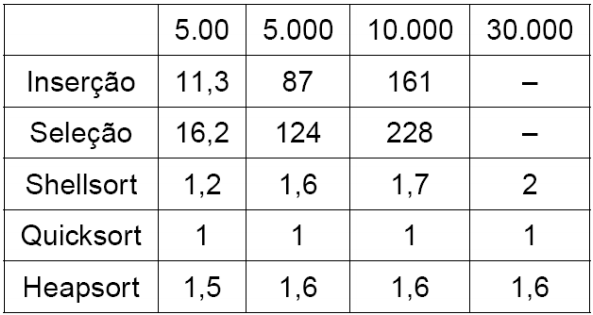 5.00 5.000 10.000 30.000
Inserção 11,3 87 161 –
Seleção 16,2 124 228 –
Shellsort 1,2 1,6 1,7 2
Quicksort 1 1 1 1
Heapsort 1,5 1,6 1,6 1,6